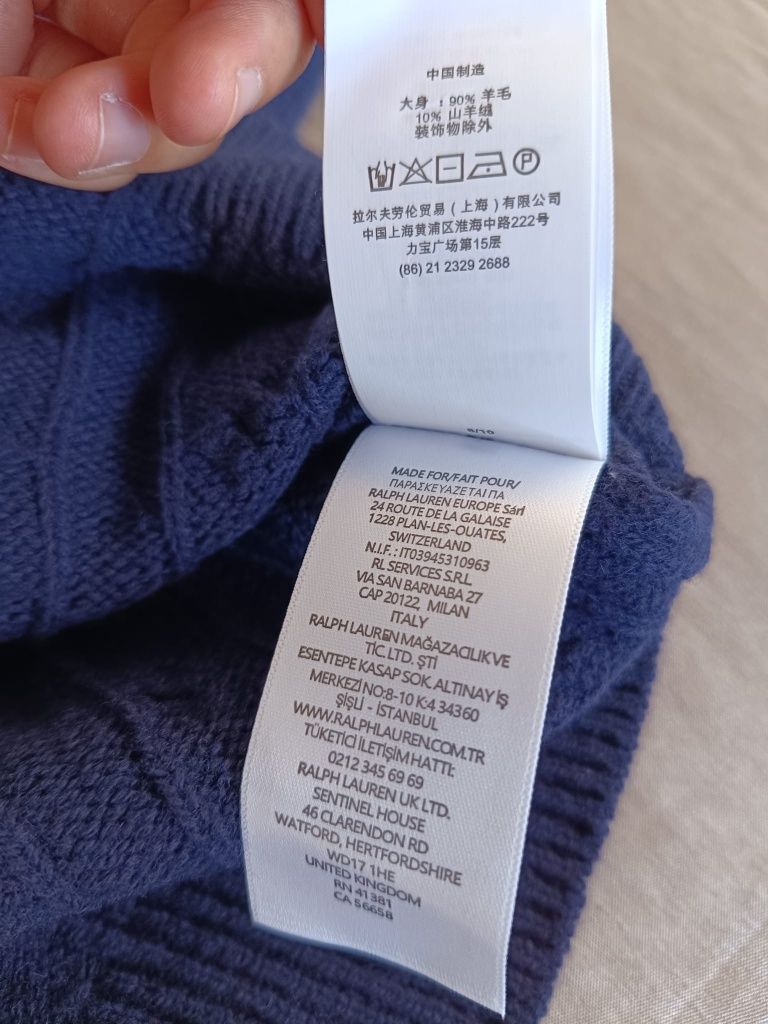 中国制造
大身 : 90% 羊毛
10% 山羊绒
装饰物除外
P
拉尔夫劳伦贸易 ( 上海 ) 有限公司
中国上海黄浦区淮海中路222号
力宝广场第15层
(86) 21 2329 2688
MADE FOR/FAIT POUR/
ΠΑΡΑΣΚΕΥΑΖΕΤΑΙ ΓΙΑ
RALPH LAUREN EUROPE Sárl
24 ROUTE DE LA GALAISE
1228 PLAN-LES-OUATES,
SWITZERLAND
N.I.F. : IT03945310963
RL SERVICES S.R.L
VIA SAN BARNABA 27
CAP 20122, MILAN
ITALY
RALPH LAUREN MAĞAZACILIK VE
TİC. LTD. ŞTİ
ESENTEPE KASAP SOK. ALTINAY İŞ
MERKEZİ NO:8-10 K:4 34360
ŞİŞLİ - İSTANBUL
WWW.RALPHLAUREN.COM.TR
TÜKETİCİ İLETİŞİM HATTI:
0212 345 69 69
RALPH LAUREN UK LTD.
SENTINEL HOUSE
46 CLARENDON RD
WATFORD, HERTFORDSHIRE
WD17 1HE
UNITED KINGDOM
RN 41381
CA 56658